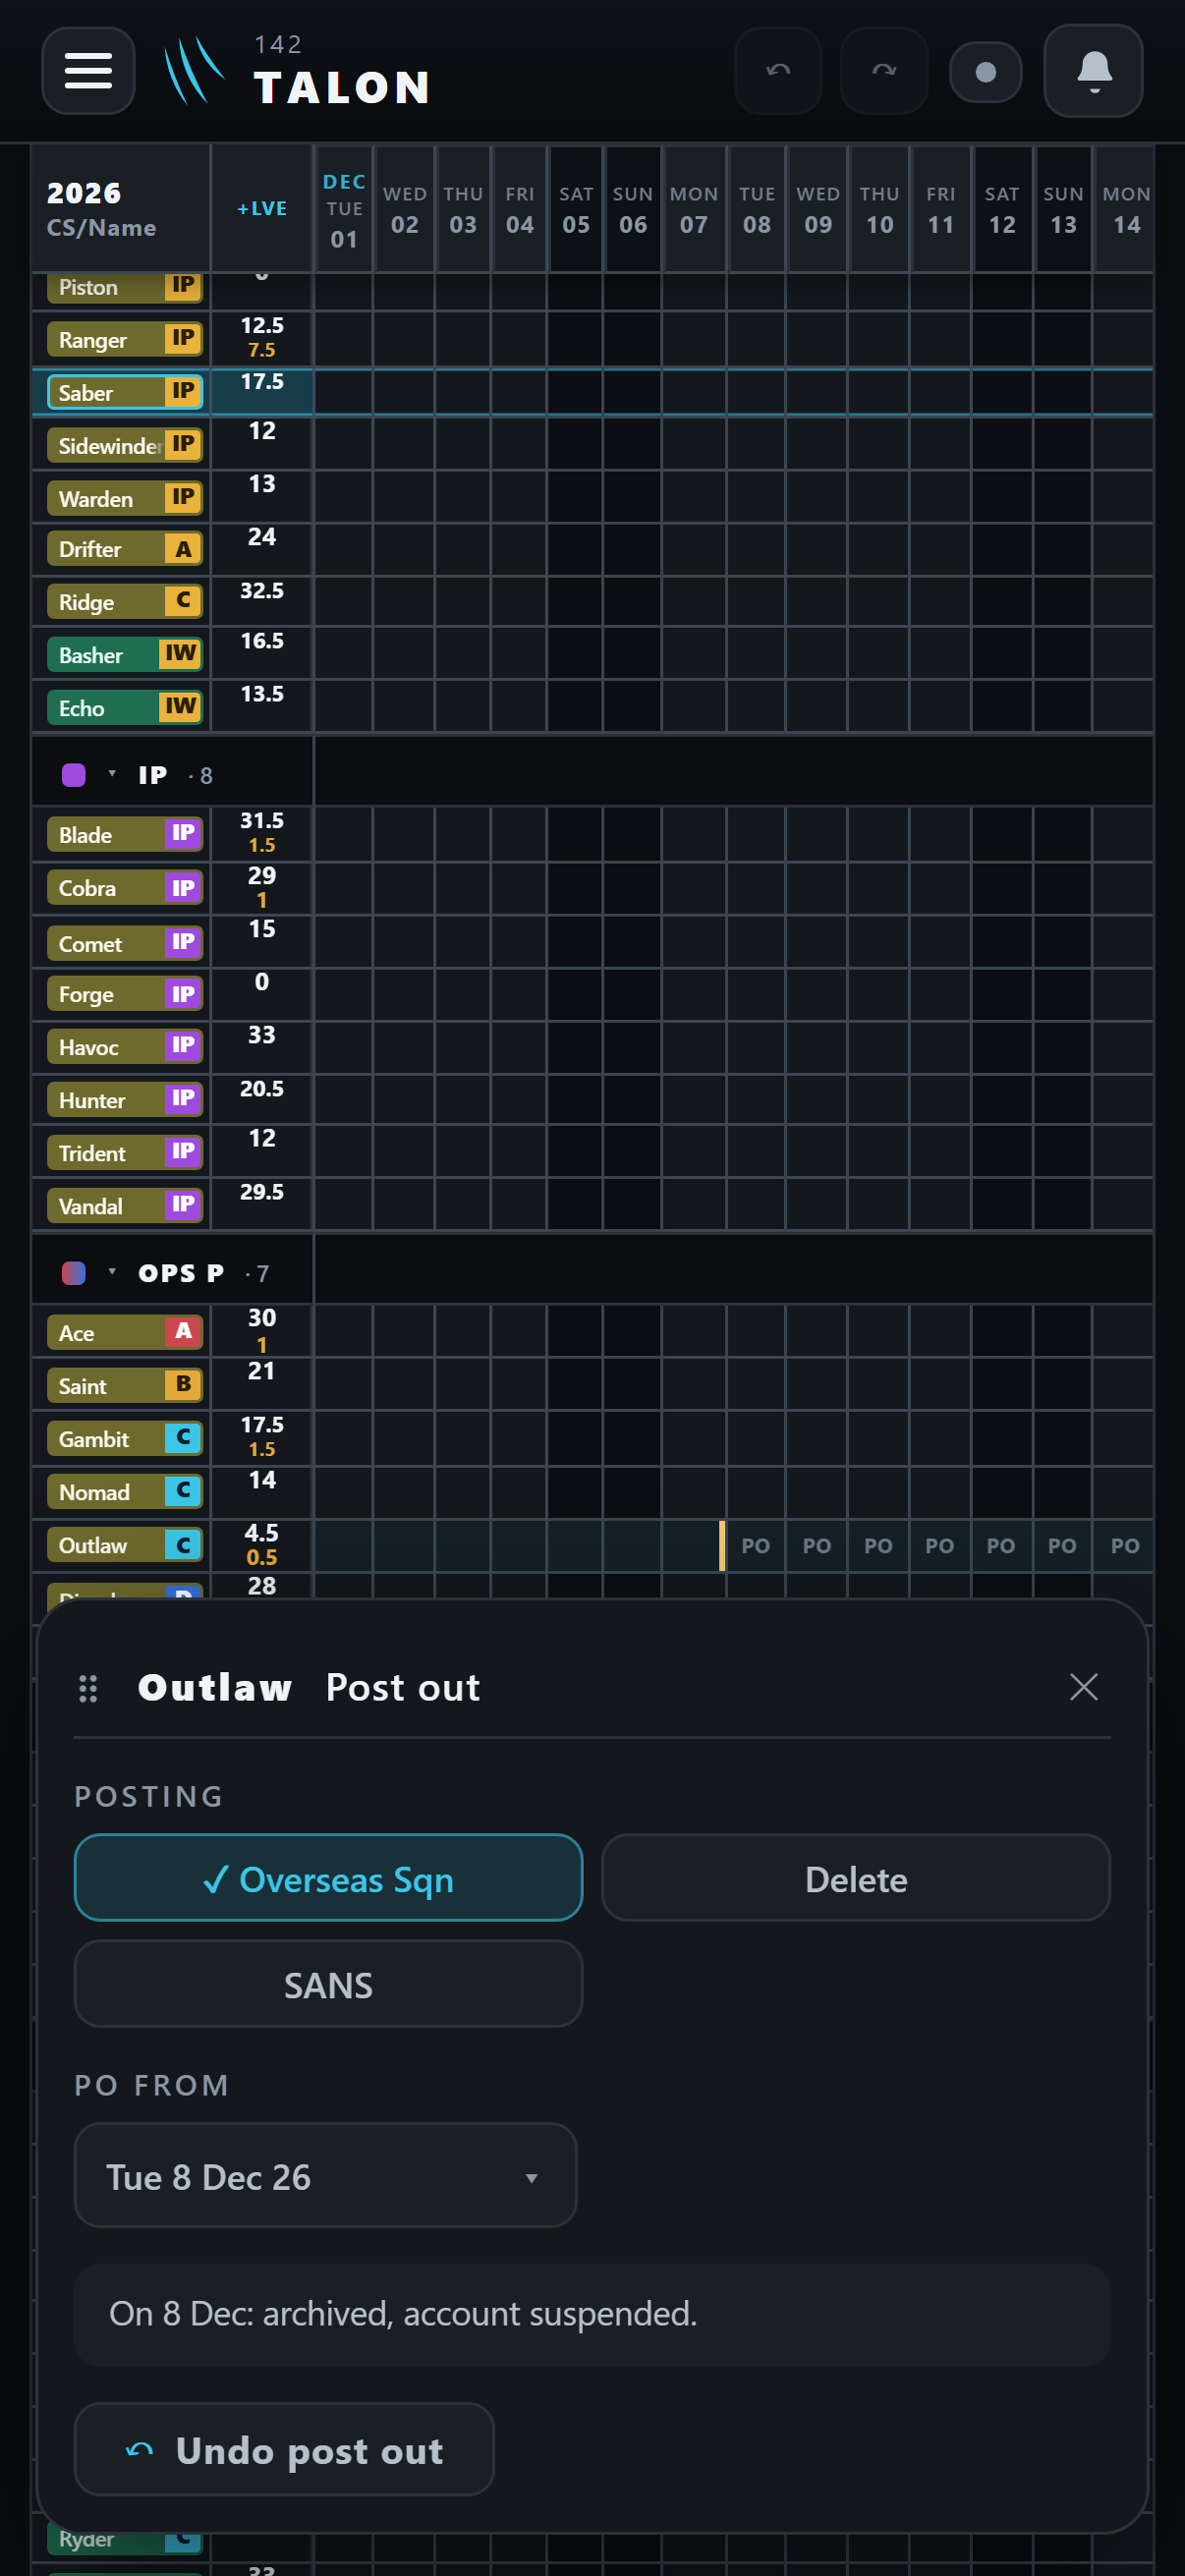 142
TALON
2026
CS/Name
+LVE
DEC
TUE 01
WED 02
THU 03
FRI 04
SAT 05
SUN 06
MON 07
TUE 08
WED 09
THU 10
FRI 11
SAT 12
SUN 13
MON 14
Piston IP
Ranger IP 12.5
7.5
Saber IP 17.5
Sidewinder IP 12
Warden IP 13
Drifter A 24
Ridge C 32.5
Basher IW 16.5
Echo IW 13.5
IP · 8
Blade IP 31.5
1.5
Cobra IP 29
1
Comet IP 15
Forge IP 0
Havoc IP 33
Hunter IP 20.5
Trident IP 12
Vandal IP 29.5
OPS P · 7
Ace A 30
1
Saint B 21
Gambit C 17.5
1.5
Nomad C 14
Outlaw C 4.5 PO PO PO PO PO PO PO
0.5
28
Outlaw Post out
POSTING
✓ Overseas Sqn
Delete
SANS
PO FROM
Tue 8 Dec 26
On 8 Dec: archived, account suspended.
Undo post out
Ryder C